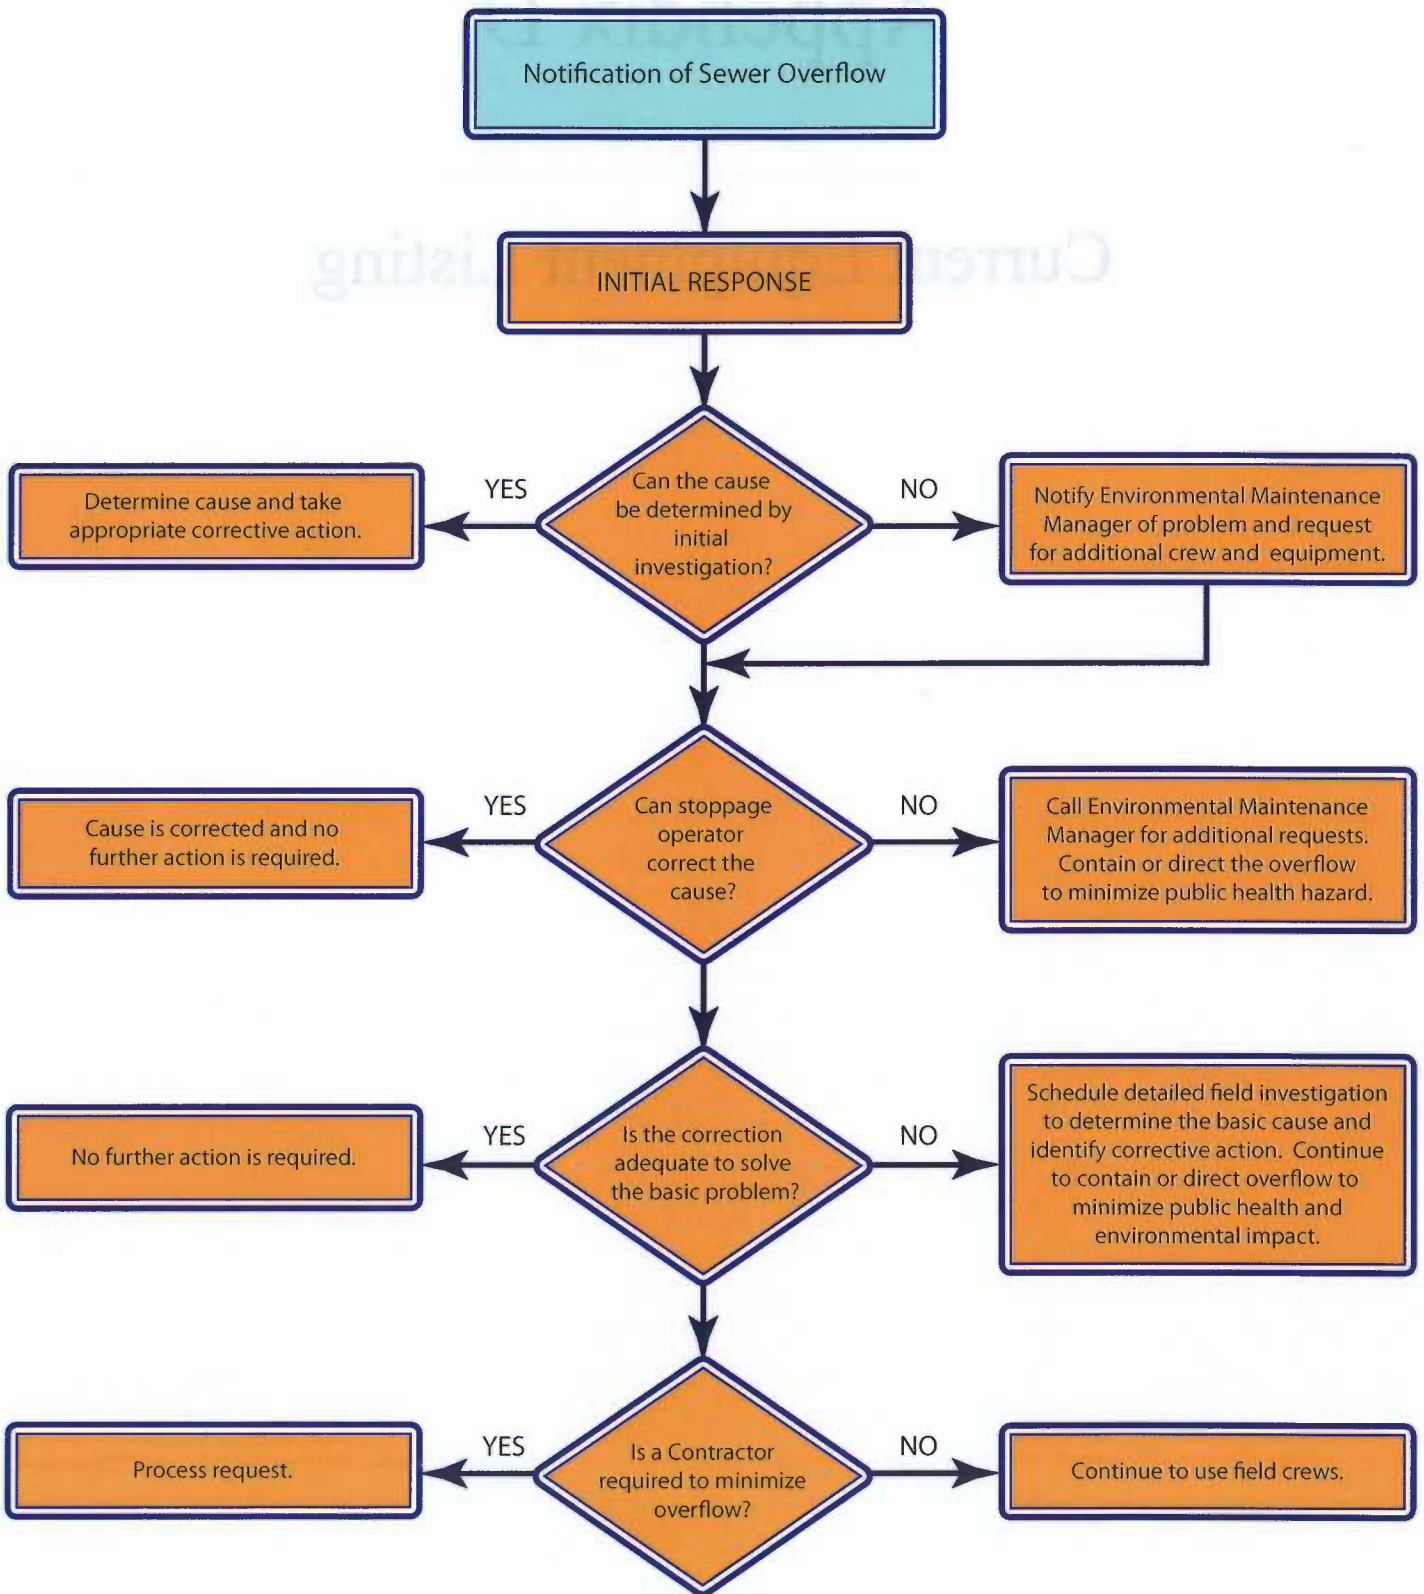 Notification of Sewer Overflow
INITIAL RESPONSE
Can the cause
be determined by
initial
investigation?
YES
Determine cause and take
appropriate corrective action.
NO
Notify Environmental Maintenance
Manager of problem and request
for additional crew and equipment.
Can stoppage
operator
correct the
cause?
YES
Cause is corrected and no
further action is required.
NO
Call Environmental Maintenance
Manager for additional requests.
Contain or direct the overflow
to minimize public health hazard.
Is the correction
adequate to solve
the basic problem?
YES
No further action is required.
NO
Schedule detailed field investigation
to determine the basic cause and
identify corrective action. Continue
to contain or direct overflow to
minimize public health and
environmental impact.
Is a Contractor
required to minimize
overflow?
YES
Process request.
NO
Continue to use field crews.